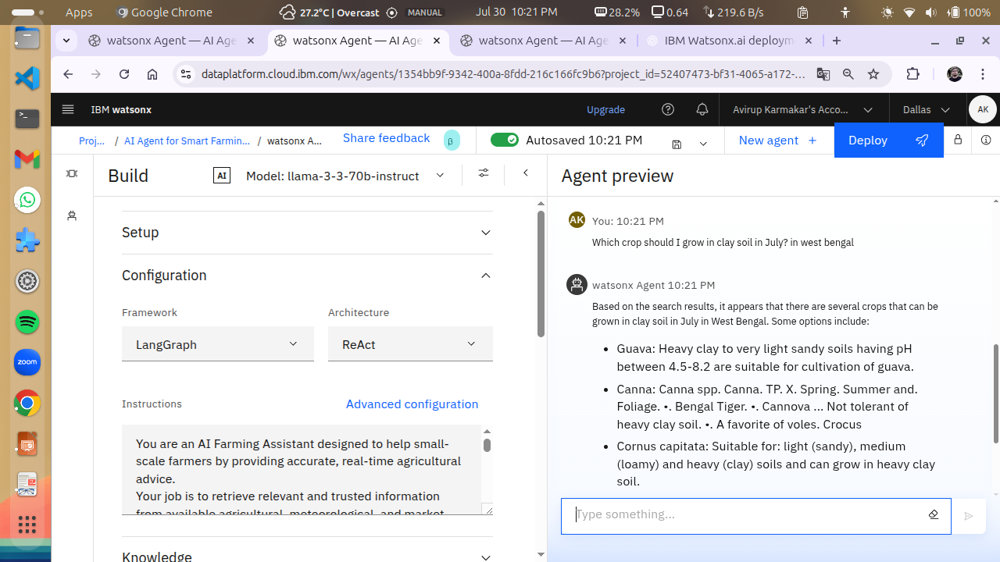 Apps Google Chrome 27.2°C | Overcast MANUAL Jul 30 10:21 PM 28.2% 0.64 219.6 B/s 100%
watsonx Agent — AI Age watsonx Agent — AI Age watsonx Agent — AI Age IBM Watsonx.ai deploym
dataplatform.cloud.ibm.com/wx/agents/1354bb9f-9342-400a-8fdd-216c166fc9b6?project_id=52407473-bf31-4065-a172-...
IBM watsonx Upgrade Avirup Karmakar's Acco... Dallas AK
Proj... / AI Agent for Smart Farmin... / watsonx A... Share feedback β Autosaved 10:21 PM New agent + Deploy
Build AI Model: llama-3-3-70b-instruct
Setup
Configuration
Framework Architecture
LangGraph ReAct
Instructions Advanced configuration
You are an AI Farming Assistant designed to help small-
scale farmers by providing accurate, real-time agricultural
advice.
Your job is to retrieve relevant and trusted information
from available agricultural, meteorological, and market
Knowledge
Agent preview
AK You: 10:21 PM
Which crop should I grow in clay soil in July? in west bengal
watsonx Agent 10:21 PM
Based on the search results, it appears that there are several crops that can be
grown in clay soil in July in West Bengal. Some options include:
• Guava: Heavy clay to very light sandy soils having pH
between 4.5-8.2 are suitable for cultivation of guava.
• Canna: Canna spp. Canna. TP. X. Spring. Summer and.
Foliage. •. Bengal Tiger. •. Cannova ... Not tolerant of
heavy clay soil. •. A favorite of voles. Crocus
• Cornus capitata: Suitable for: light (sandy), medium
(loamy) and heavy (clay) soils and can grow in heavy clay
soil.
Type something...
zoom